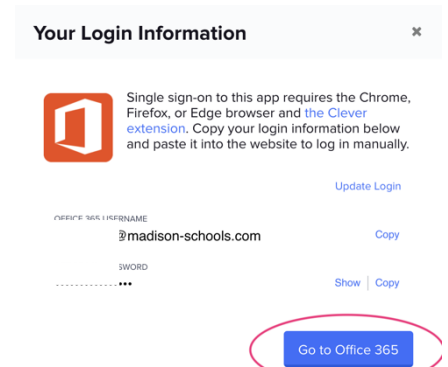 Your Login Information ×
Single sign-on to this app requires the Chrome,
Firefox, or Edge browser and the Clever
extension. Copy your login information below
and paste it into the website to log in manually.
Update Login
OFFICE 365 USERNAME
@madison-schools.com Copy
SWORD
••• Show | Copy
Go to Office 365